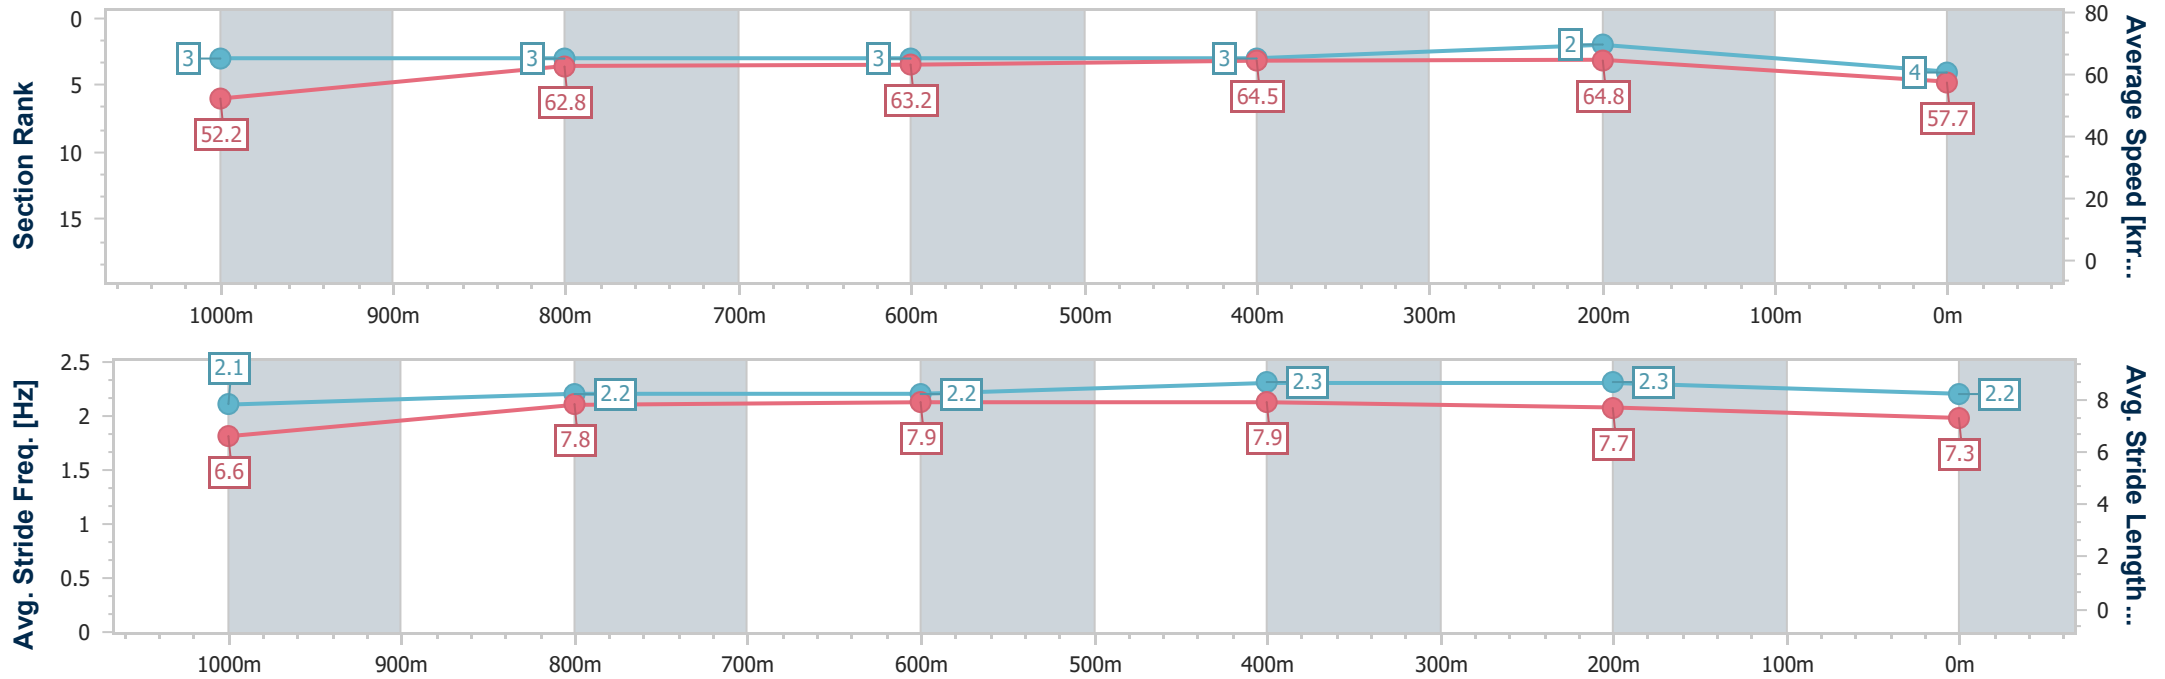 Section Rank
0
5
10
15
3
3
3
3
2
4
52.2
62.8
63.2
64.5
64.8
57.7
80
60
40
20
0
Average Speed [km...
1000m
900m
800m
700m
600m
500m
400m
300m
200m
100m
0m
Avg. Stride Freq. [Hz]
2.5
2
1.5
1
0.5
0
2.1
2.2
2.2
2.3
2.3
2.2
6.6
7.8
7.9
7.9
7.7
7.3
8
6
4
2
0
Avg. Stride Length ...
1000m
900m
800m
700m
600m
500m
400m
300m
200m
100m
0m